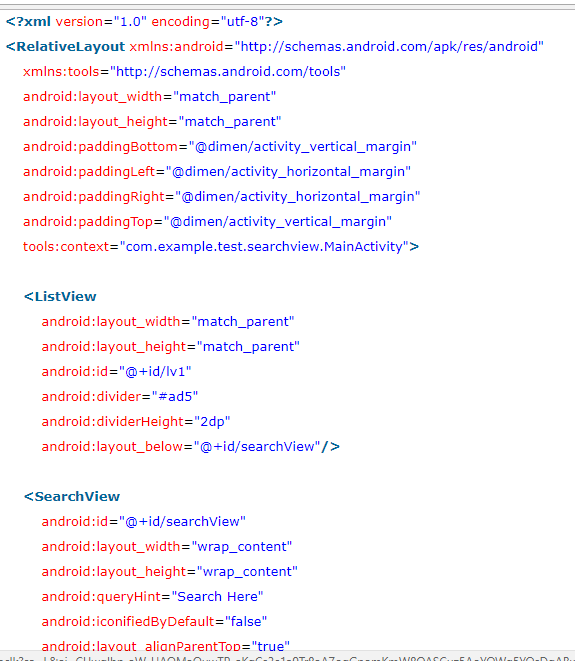 <?xml version="1.0" encoding="utf-8"?>
<RelativeLayout xmlns:android="http://schemas.android.com/apk/res/android"
xmlns:tools="http://schemas.android.com/tools"
android:layout_width="match_parent"
android:layout_height="match_parent"
android:paddingBottom="@dimen/activity_vertical_margin"
android:paddingLeft="@dimen/activity_horizontal_margin"
android:paddingRight="@dimen/activity_horizontal_margin"
android:paddingTop="@dimen/activity_vertical_margin"
tools:context="com.example.test.searchview.MainActivity">
<ListView
android:layout_width="match_parent"
android:layout_height="match_parent"
android:id="@+id/lv1"
android:divider="#ad5"
android:dividerHeight="2dp"
android:layout_below="@+id/searchView"/>
<SearchView
android:id="@+id/searchView"
android:layout_width="wrap_content"
android:layout_height="wrap_content"
android:queryHint="Search Here"
android:iconifiedByDefault="false"
android:layout_alignParentTop="true"